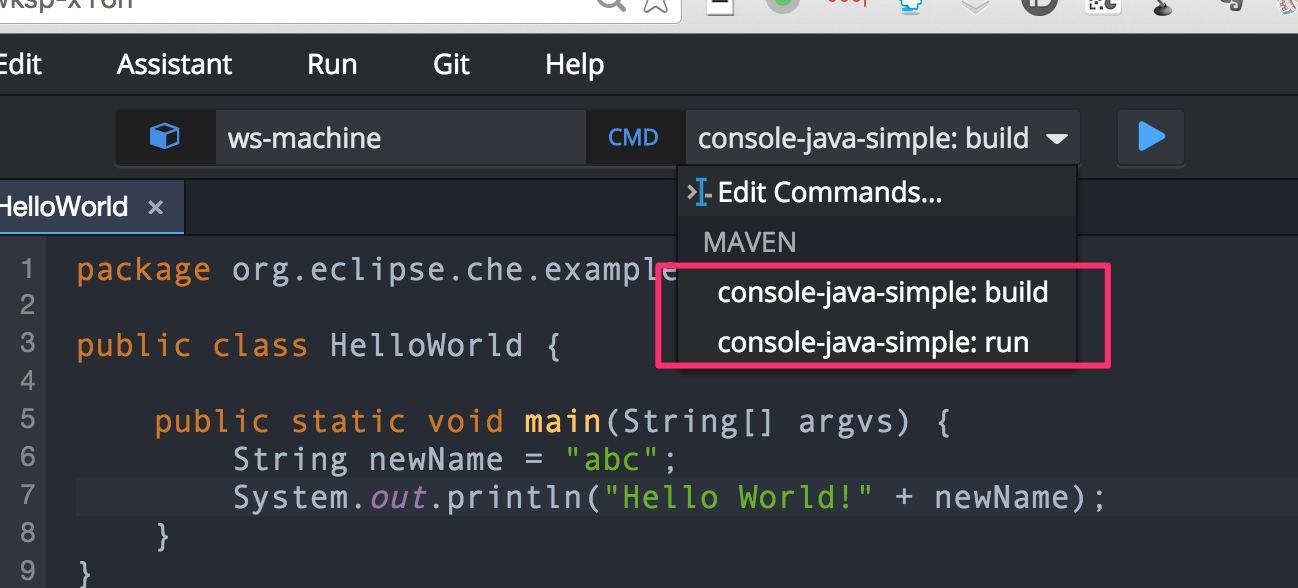 Edit Assistant Run Git Help
ws-machine CMD console-java-simple: build
Edit Commands...
HelloWorld ×
MAVEN
1 package org.eclipse.che.example
console-java-simple: build
2
3 public class HelloWorld {
console-java-simple: run
4
5 public static void main(String[] argvs) {
6 String newName = "abc";
7 System.out.println("Hello World!" + newName);
8 }
9 }